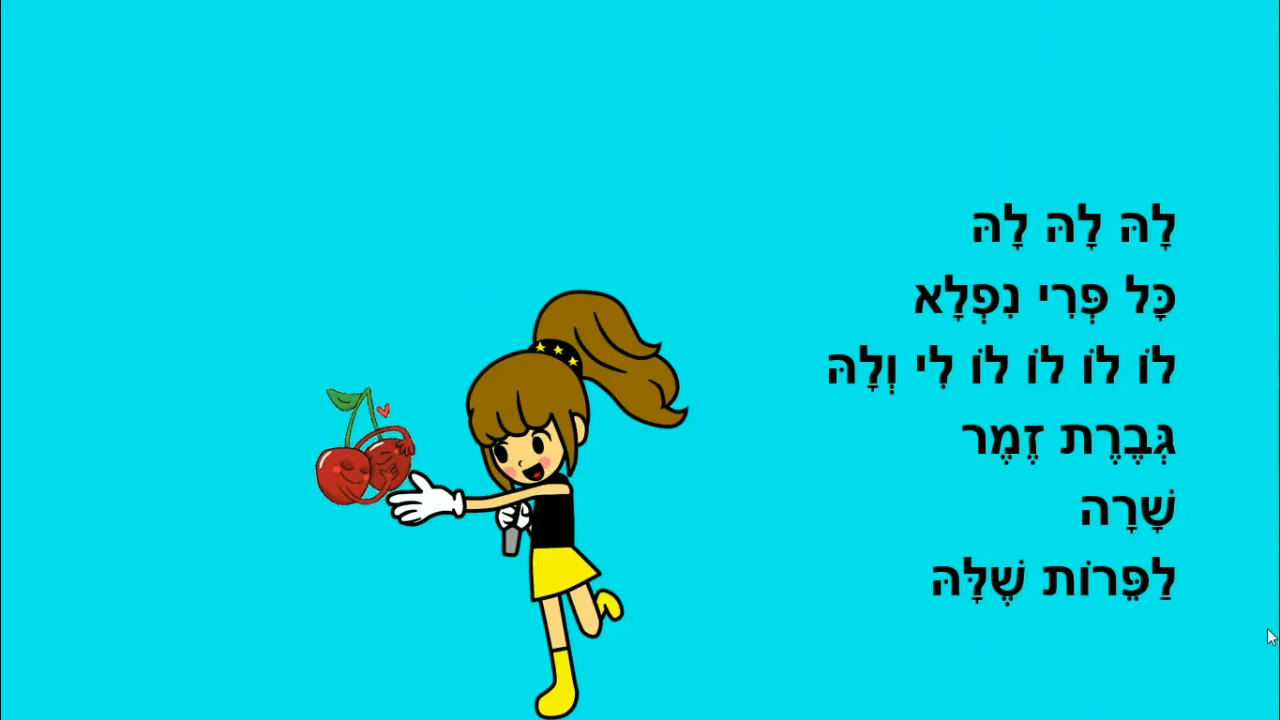 לָהּ לָהּ לָהּ
כָּל פְּרִי נִפְלָא
לוֹ לוֹ לוֹ לוֹ לִי וְלָהּ
גְּבֶרֶת זֶמֶר
שָׁרָה
לַפֵּרוֹת שֶׁלָּהּ